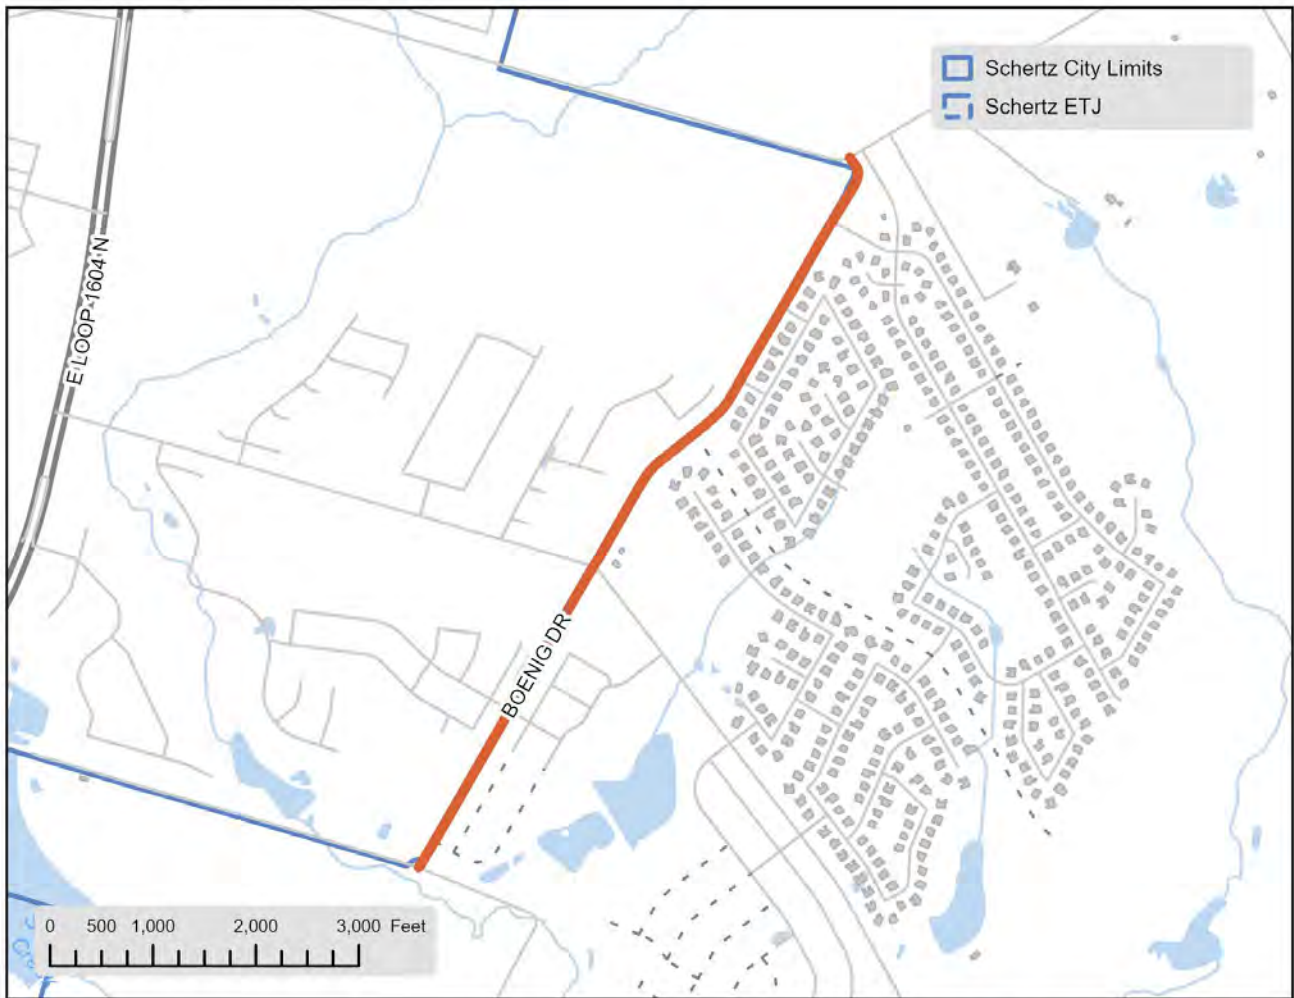 Schertz City Limits
Schertz ETJ
E LOOP 1604 N
BOENIG DR
0 500 1,000 2,000 3,000 Feet